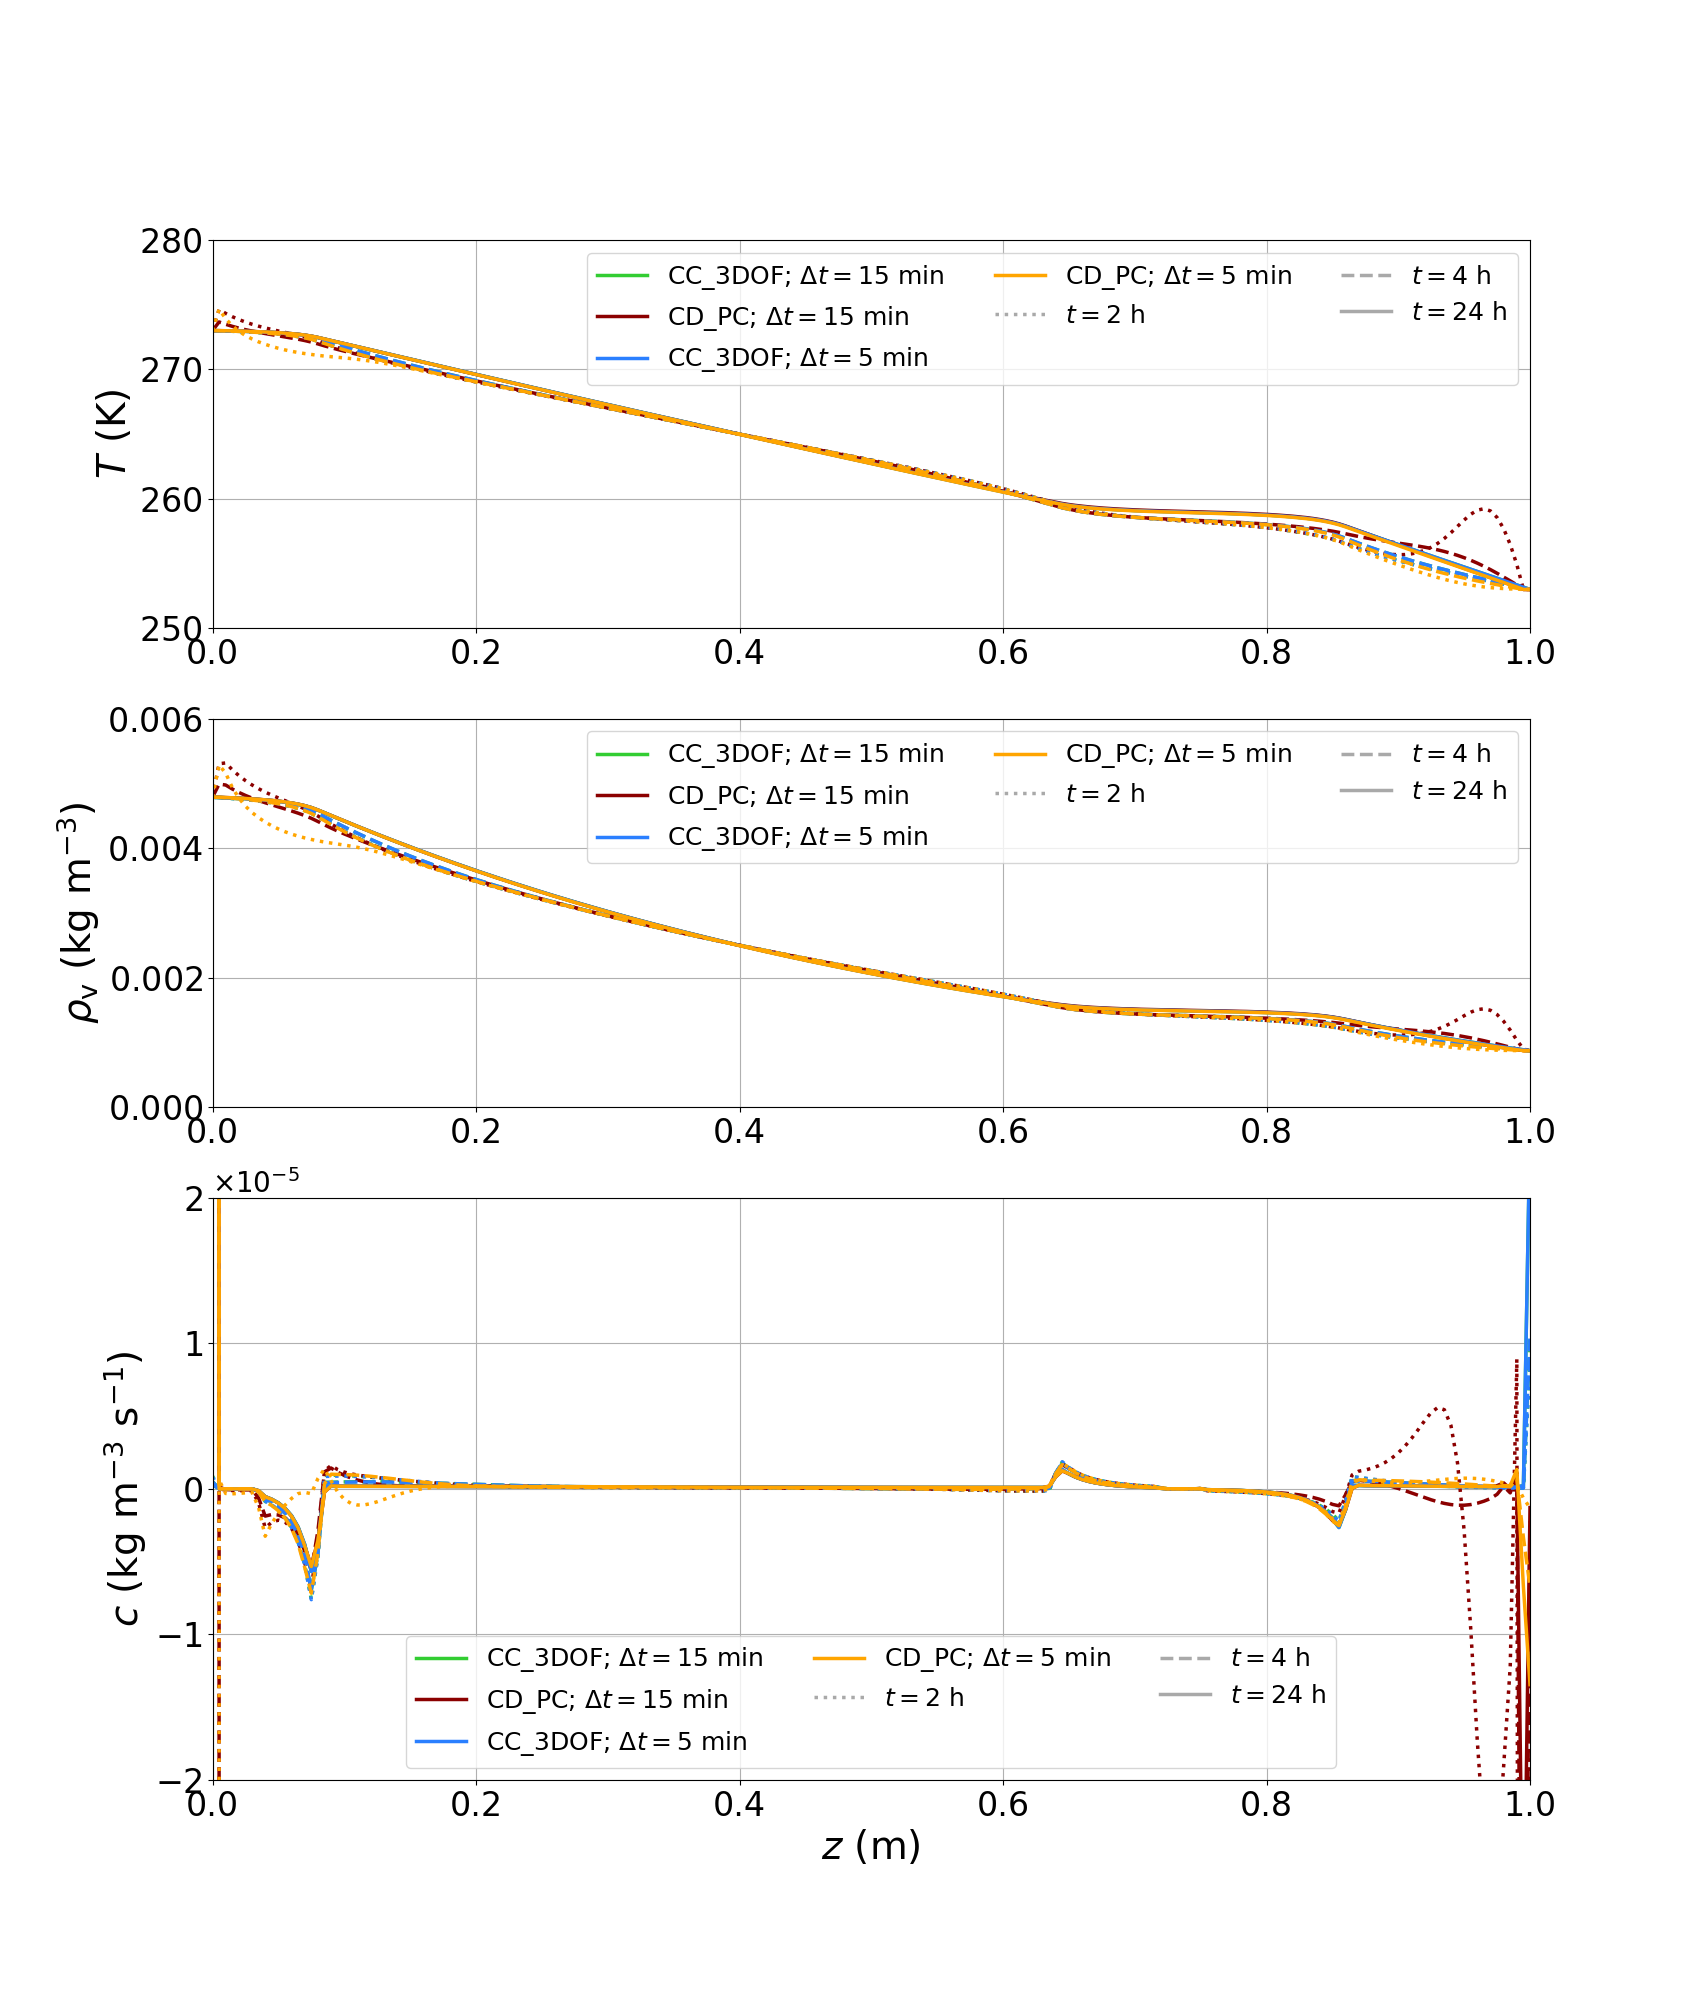 280
270
260
250
T (K)
CC_3DOF; Δt = 15 min
CD_PC; Δt = 15 min
CC_3DOF; Δt = 5 min
CD_PC; Δt = 5 min
t = 2 h
t = 4 h
t = 24 h
0.0 0.2 0.4 0.6 0.8 1.0
0.006
0.004
0.002
0.000
ρv (kg m⁻³)
CC_3DOF; Δt = 15 min
CD_PC; Δt = 15 min
CC_3DOF; Δt = 5 min
CD_PC; Δt = 5 min
t = 2 h
t = 4 h
t = 24 h
0.0 0.2 0.4 0.6 0.8 1.0
×10⁻⁵
2
1
0
−1
−2
c (kg m⁻³ s⁻¹)
CC_3DOF; Δt = 15 min
CD_PC; Δt = 15 min
CC_3DOF; Δt = 5 min
CD_PC; Δt = 5 min
t = 2 h
t = 4 h
t = 24 h
0.0 0.2 0.4 0.6 0.8 1.0
z (m)